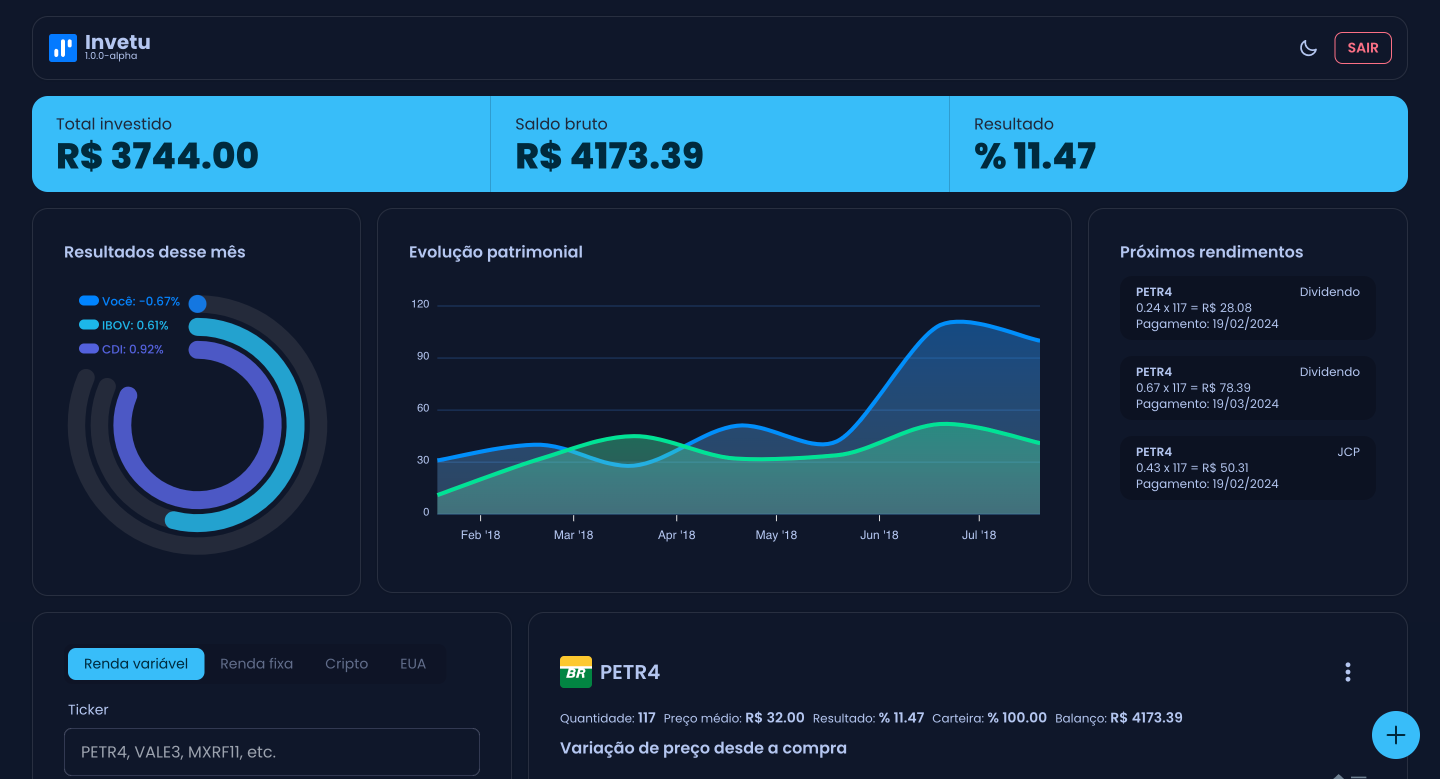 Invetu
1.0.0-alpha
SAIR
Total investido
R$ 3744.00
Saldo bruto
R$ 4173.39
Resultado
% 11.47
Resultados desse mês
Você: -0.67%
IBOV: 0.61%
CDI: 0.92%
Evolução patrimonial
120
90
60
30
0
Feb '18
Mar '18
Apr '18
May '18
Jun '18
Jul '18
Próximos rendimentos
PETR4 Dividendo
0.24 x 117 = R$ 28.08
Pagamento: 19/02/2024
PETR4 Dividendo
0.67 x 117 = R$ 78.39
Pagamento: 19/03/2024
PETR4 JCP
0.43 x 117 = R$ 50.31
Pagamento: 19/02/2024
Renda variável Renda fixa Cripto EUA
Ticker
PETR4, VALE3, MXRF11, etc.
BR PETR4
Quantidade: 117 Preço médio: R$ 32.00 Resultado: % 11.47 Carteira: % 100.00 Balanço: R$ 4173.39
Variação de preço desde a compra